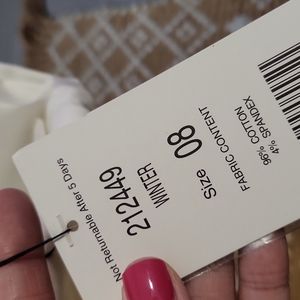 Not Returnable After 5 Days
212449
WINTER
Size 08
FABRIC CONTENT
96% COTTON
4% SPANDEX